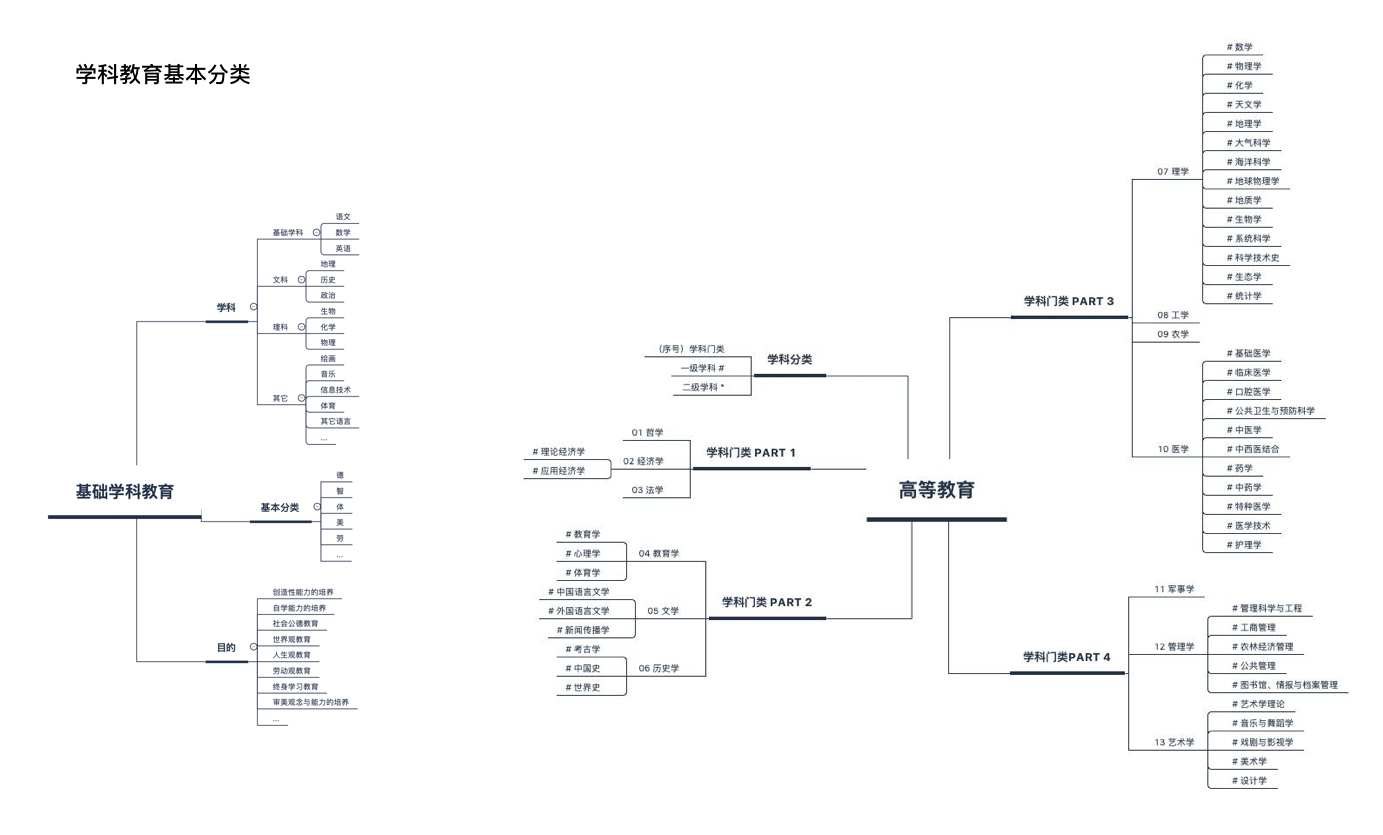 学科教育基本分类
基础学科教育
学科
基础学科
语文
数学
英语
文科
地理
历史
政治
理科
生物
化学
物理
其它
绘画
音乐
信息技术
体育
其它语言
...
基本分类
德
智
体
美
劳
...
目的
创造性能力的培养
自学能力的培养
社会公德教育
世界观教育
人生观教育
劳动观教育
终身学习教育
审美观念与能力的培养
...
高等教育
学科分类
（序号）学科门类
一级学科 #
二级学科 *
学科门类 PART 1
01 哲学
02 经济学
# 理论经济学
# 应用经济学
03 法学
学科门类 PART 2
04 教育学
# 教育学
# 心理学
# 体育学
05 文学
# 中国语言文学
# 外国语言文学
# 新闻传播学
06 历史学
# 考古学
# 中国史
# 世界史
学科门类 PART 3
07 理学
# 数学
# 物理学
# 化学
# 天文学
# 地理学
# 大气科学
# 海洋科学
# 地球物理学
# 地质学
# 生物学
# 系统科学
# 科学技术史
# 生态学
# 统计学
08 工学
09 农学
10 医学
# 基础医学
# 临床医学
# 口腔医学
# 公共卫生与预防科学
# 中医学
# 中西医结合
# 药学
# 中药学
# 特种医学
# 医学技术
# 护理学
学科门类PART 4
11 军事学
12 管理学
# 管理科学与工程
# 工商管理
# 农林经济管理
# 公共管理
# 图书馆、情报与档案管理
13 艺术学
# 艺术学理论
# 音乐与舞蹈学
# 戏剧与影视学
# 美术学
# 设计学